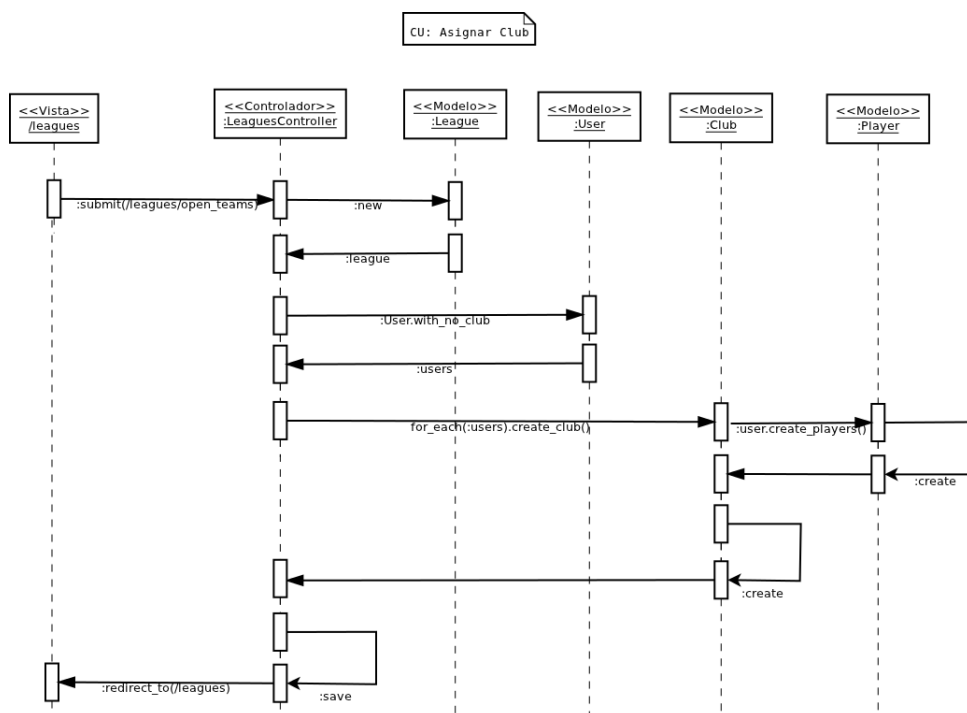 CU: Asignar Club
<<Vista>>
/leagues
<<Controlador>>
:LeaguesController
<<Modelo>>
:League
<<Modelo>>
:User
<<Modelo>>
:Club
<<Modelo>>
:Player
:submit(/leagues/open_teams)
:new
:league
:User.with_no_club
:users
for_each(:users).create_club()
:user.create_players()
:create
:create
:save
:redirect_to(/leagues)